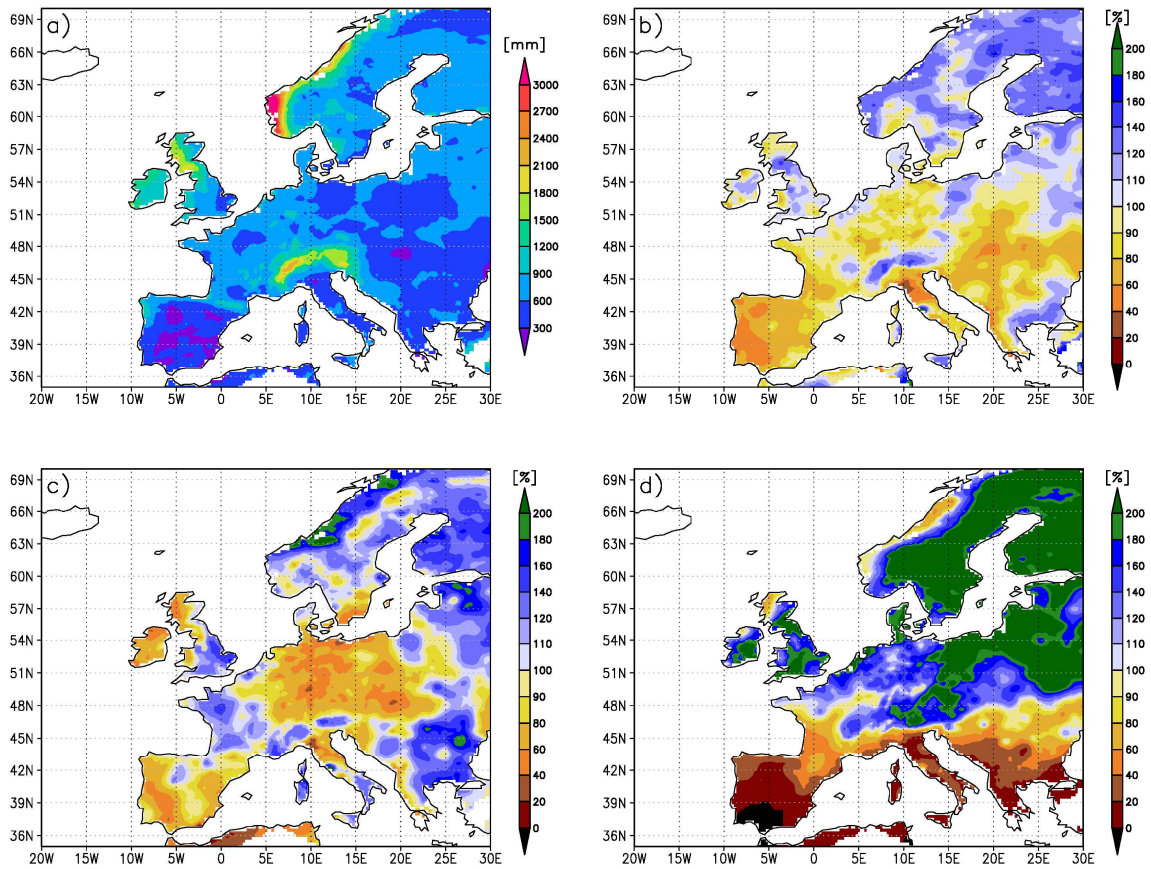 a)
[mm]
69N
66N
63N
60N
57N
54N
51N
48N
45N
42N
39N
36N
20W 15W 10W 5W 0 5E 10E 15E 20E 25E 30E
3000
2700
2400
2100
1800
1500
1200
900
600
300
b)
[%]
69N
66N
63N
60N
57N
54N
51N
48N
45N
42N
39N
36N
20W 15W 10W 5W 0 5E 10E 15E 20E 25E 30E
200
180
160
140
120
110
100
90
80
60
40
20
0
c)
[%]
69N
66N
63N
60N
57N
54N
51N
48N
45N
42N
39N
36N
20W 15W 10W 5W 0 5E 10E 15E 20E 25E 30E
200
180
160
140
120
110
100
90
80
60
40
20
0
d)
[%]
69N
66N
63N
60N
57N
54N
51N
48N
45N
42N
39N
36N
20W 15W 10W 5W 0 5E 10E 15E 20E 25E 30E
200
180
160
140
120
110
100
90
80
60
40
20
0